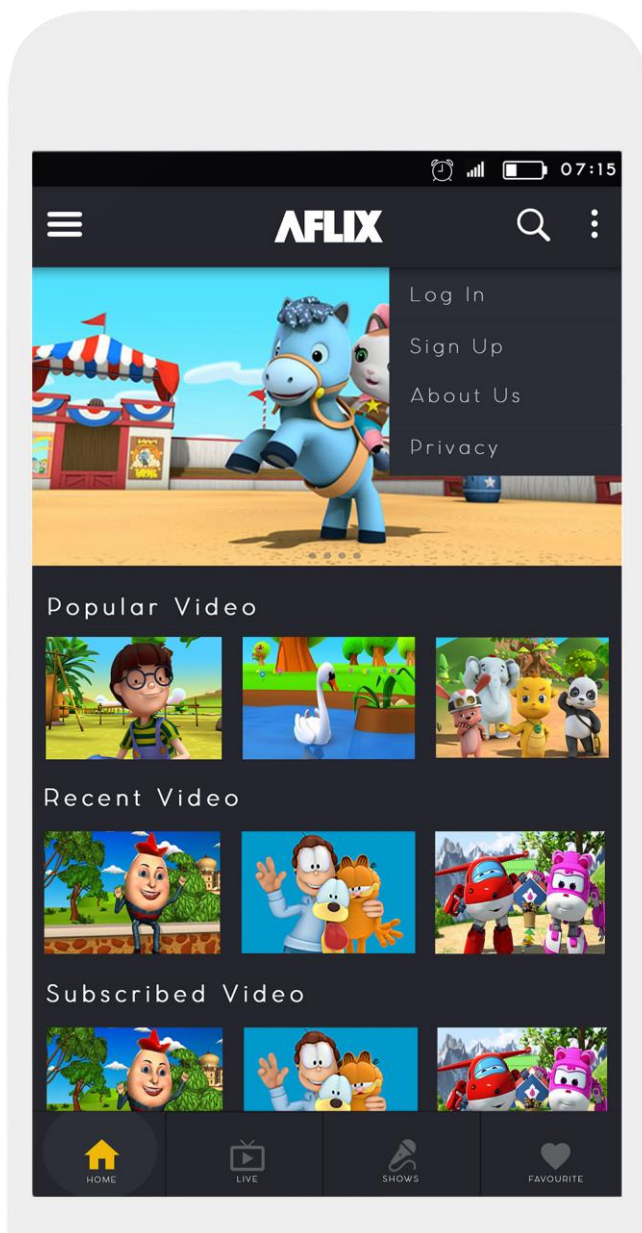 07:15
AFLIX
Log In
Sign Up
About Us
Privacy
Popular Video
Recent Video
Subscribed Video
HOME
LIVE
SHOWS
FAVOURITE